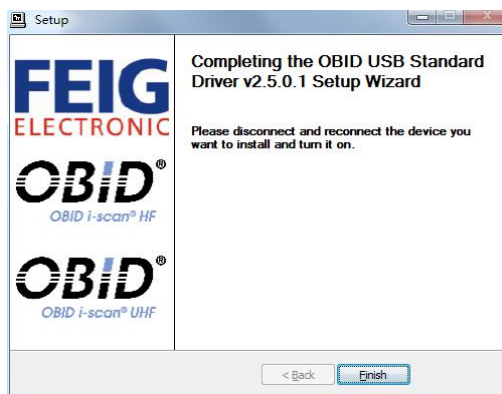 Setup
FEIG
ELECTRONIC
OBiD®
OBID i-scan® HF
OBiD®
OBID i-scan® UHF
Completing the OBID USB Standard
Driver v2.5.0.1 Setup Wizard
Please disconnect and reconnect the device you
want to install and turn it on.
< Back
Finish